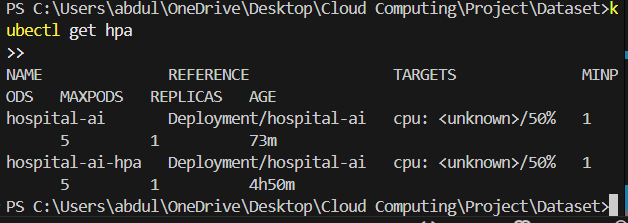 PS C:\Users\abdul\OneDrive\Desktop\Cloud Computing\Project\Dataset>k
ubectl get hpa
>>
NAME REFERENCE TARGETS MINP
ODS MAXPODS REPLICAS AGE
hospital-ai Deployment/hospital-ai cpu: <unknown>/50% 1
5 1 73m
hospital-ai-hpa Deployment/hospital-ai cpu: <unknown>/50% 1
5 1 4h50m
PS C:\Users\abdul\OneDrive\Desktop\Cloud Computing\Project\Dataset>